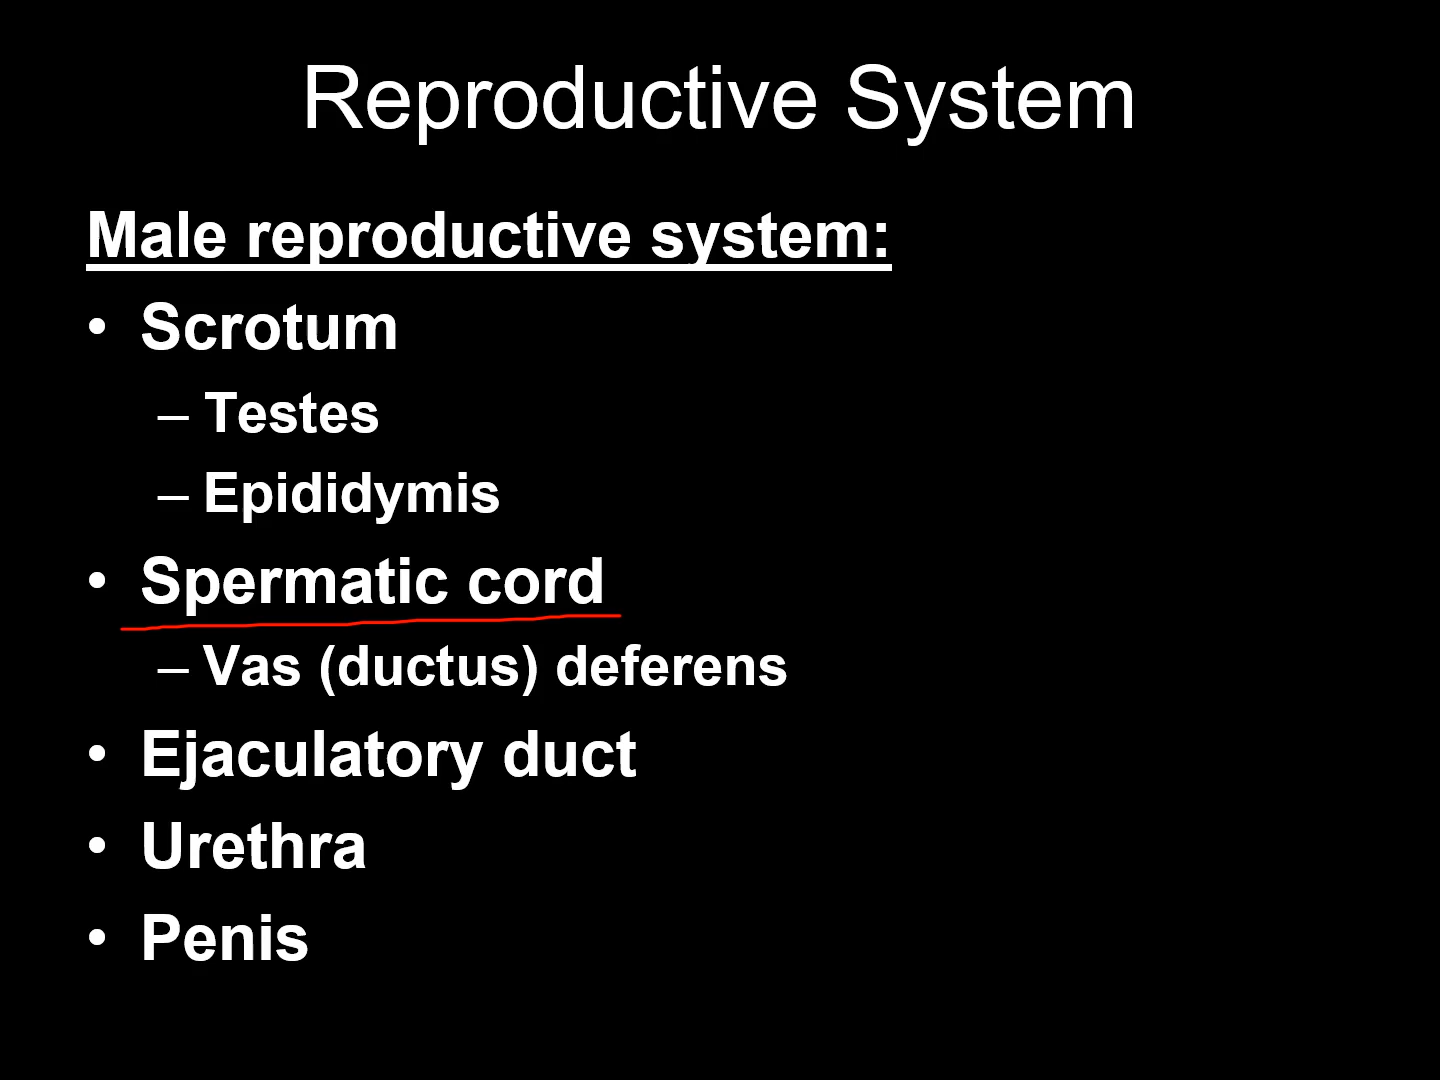 Reproductive System
Male reproductive system:
• Scrotum
– Testes
– Epididymis
• Spermatic cord
– Vas (ductus) deferens
• Ejaculatory duct
• Urethra
• Penis